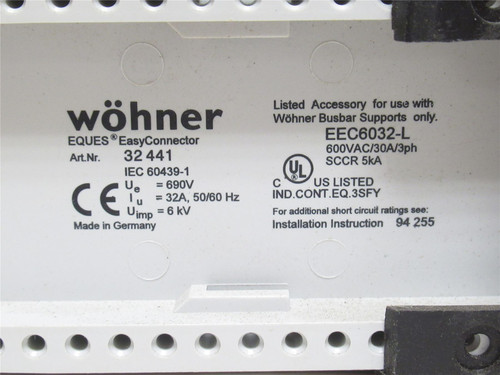 wöhner
EQUES® EasyConnector
Art.Nr. 32 441
IEC 60439-1
CE
Ue = 690V
Iu = 32A, 50/60 Hz
Uimp = 6 kV
Made in Germany
Listed Accessory for use with
Wöhner Busbar Supports only.
EEC6032-L
600VAC/30A/3ph
SCCR 5kA
UL
C US LISTED
IND.CONT.EQ.3SFY
For additional short circuit ratings see:
Installation Instruction 94 255